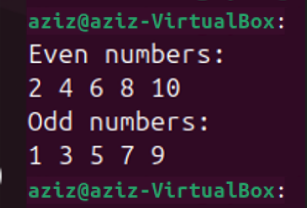 aziz@aziz-VirtualBox:
Even numbers:
2 4 6 8 10
Odd numbers:
1 3 5 7 9
aziz@aziz-VirtualBox: